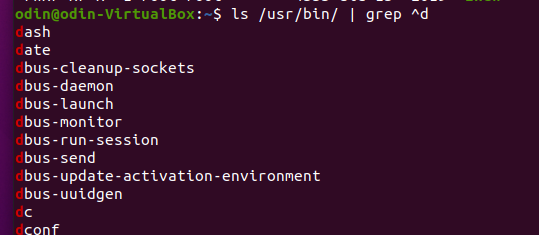 odin@odin-VirtualBox:~$ ls /usr/bin/ | grep ^d
dash
date
dbus-cleanup-sockets
dbus-daemon
dbus-launch
dbus-monitor
dbus-run-session
dbus-send
dbus-update-activation-environment
dbus-uuidgen
dc
dconf